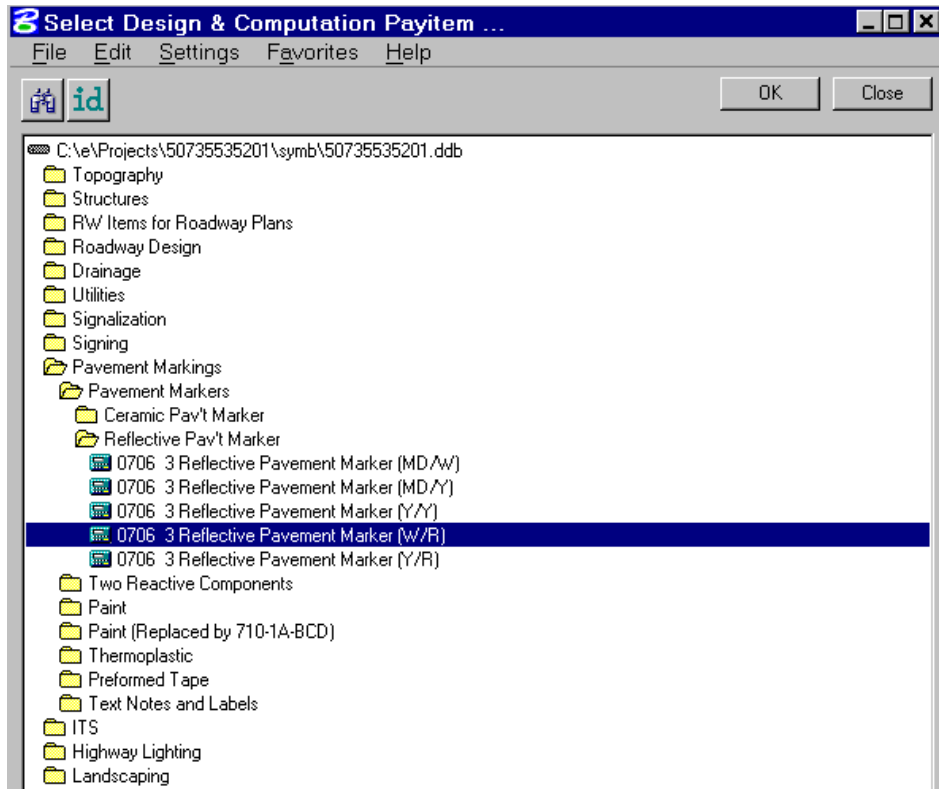 Select Design & Computation Payitem ...
File Edit Settings Favorites Help
id OK Close
C:\e\Projects\50735535201\symb\50735535201.ddb
Topography
Structures
RW Items for Roadway Plans
Roadway Design
Drainage
Utilities
Signalization
Signing
Pavement Markings
Pavement Markers
Ceramic Pav't Marker
Reflective Pav't Marker
0706 3 Reflective Pavement Marker (MD/W)
0706 3 Reflective Pavement Marker (MD/Y)
0706 3 Reflective Pavement Marker (Y/Y)
0706 3 Reflective Pavement Marker (W/R)
0706 3 Reflective Pavement Marker (Y/R)
Two Reactive Components
Paint
Paint (Replaced by 710-1A-BCD)
Thermoplastic
Preformed Tape
Text Notes and Labels
ITS
Highway Lighting
Landscaping